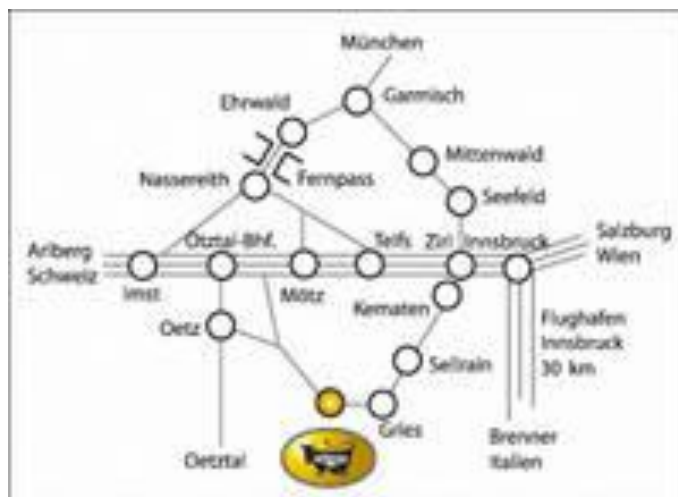 München
Garmisch
Ehrwald
Mittenwald
Nassereith
Fernpass
Seefeld
Arlberg
Schweiz
Ötztal-Bhf.
Telfs
Zirl
Innsbruck
Salzburg
Wien
Imst
Mötz
Kematen
Oetz
Sellrain
Flughafen
Innsbruck
30 km
Gries
Oetztal
Brenner
Italien